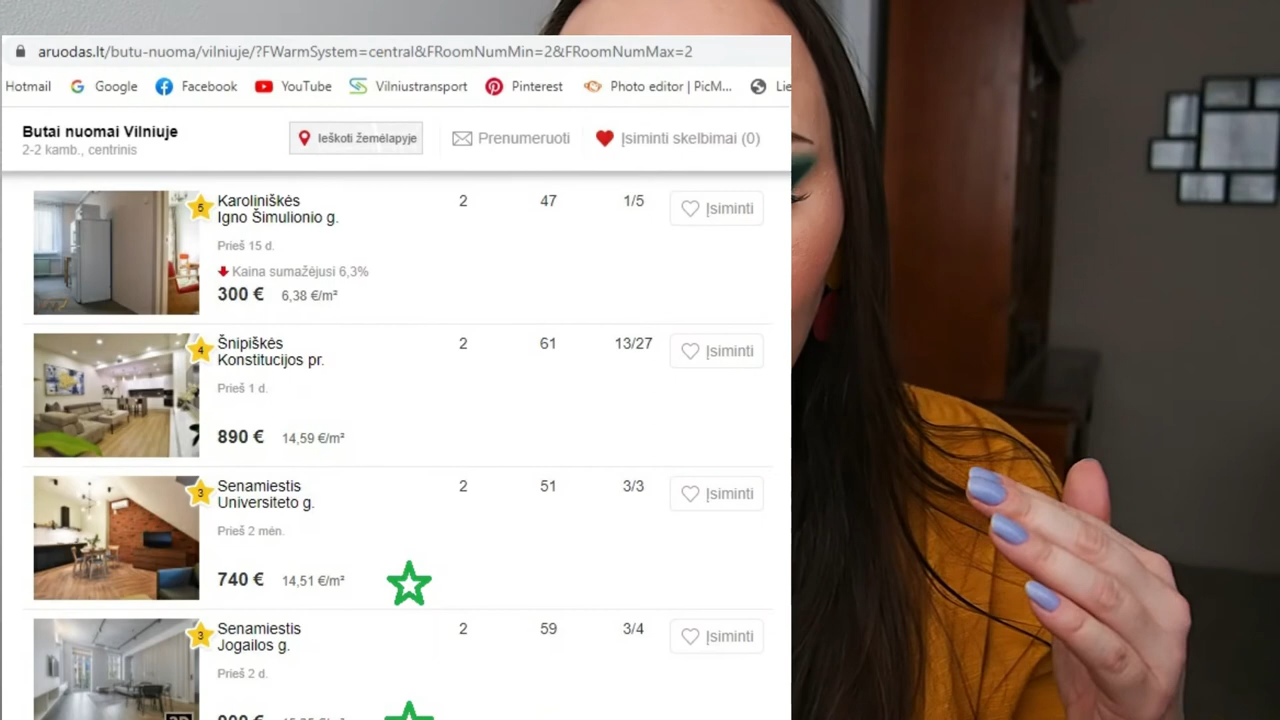 aruodas.lt/butu-nuoma/vilniuje/?FWarmSystem=central&FRoomNumMin=2&FRoomNumMax=2
Hotmail Google Facebook YouTube Vilniustransport Pinterest Photo editor | PicM... Lie
Butai nuomai Vilniuje
2-2 kamb., centrinis
Ieškoti žemėlapyje Prenumeruoti Įsiminti skelbimai (0)
5 Karoliniškės 2 47 1/5 Įsiminti
Igno Šimulionio g.
Prieš 15 d.
Kaina sumažėjusi 6,3%
300 € 6,38 €/m²
4 Šnipiškės 2 61 13/27 Įsiminti
Konstitucijos pr.
Prieš 1 d.
890 € 14,59 €/m²
3 Senamiestis 2 51 3/3 Įsiminti
Universiteto g.
Prieš 2 mėn.
740 € 14,51 €/m²
3 Senamiestis 2 59 3/4 Įsiminti
Jogailos g.
Prieš 2 d.